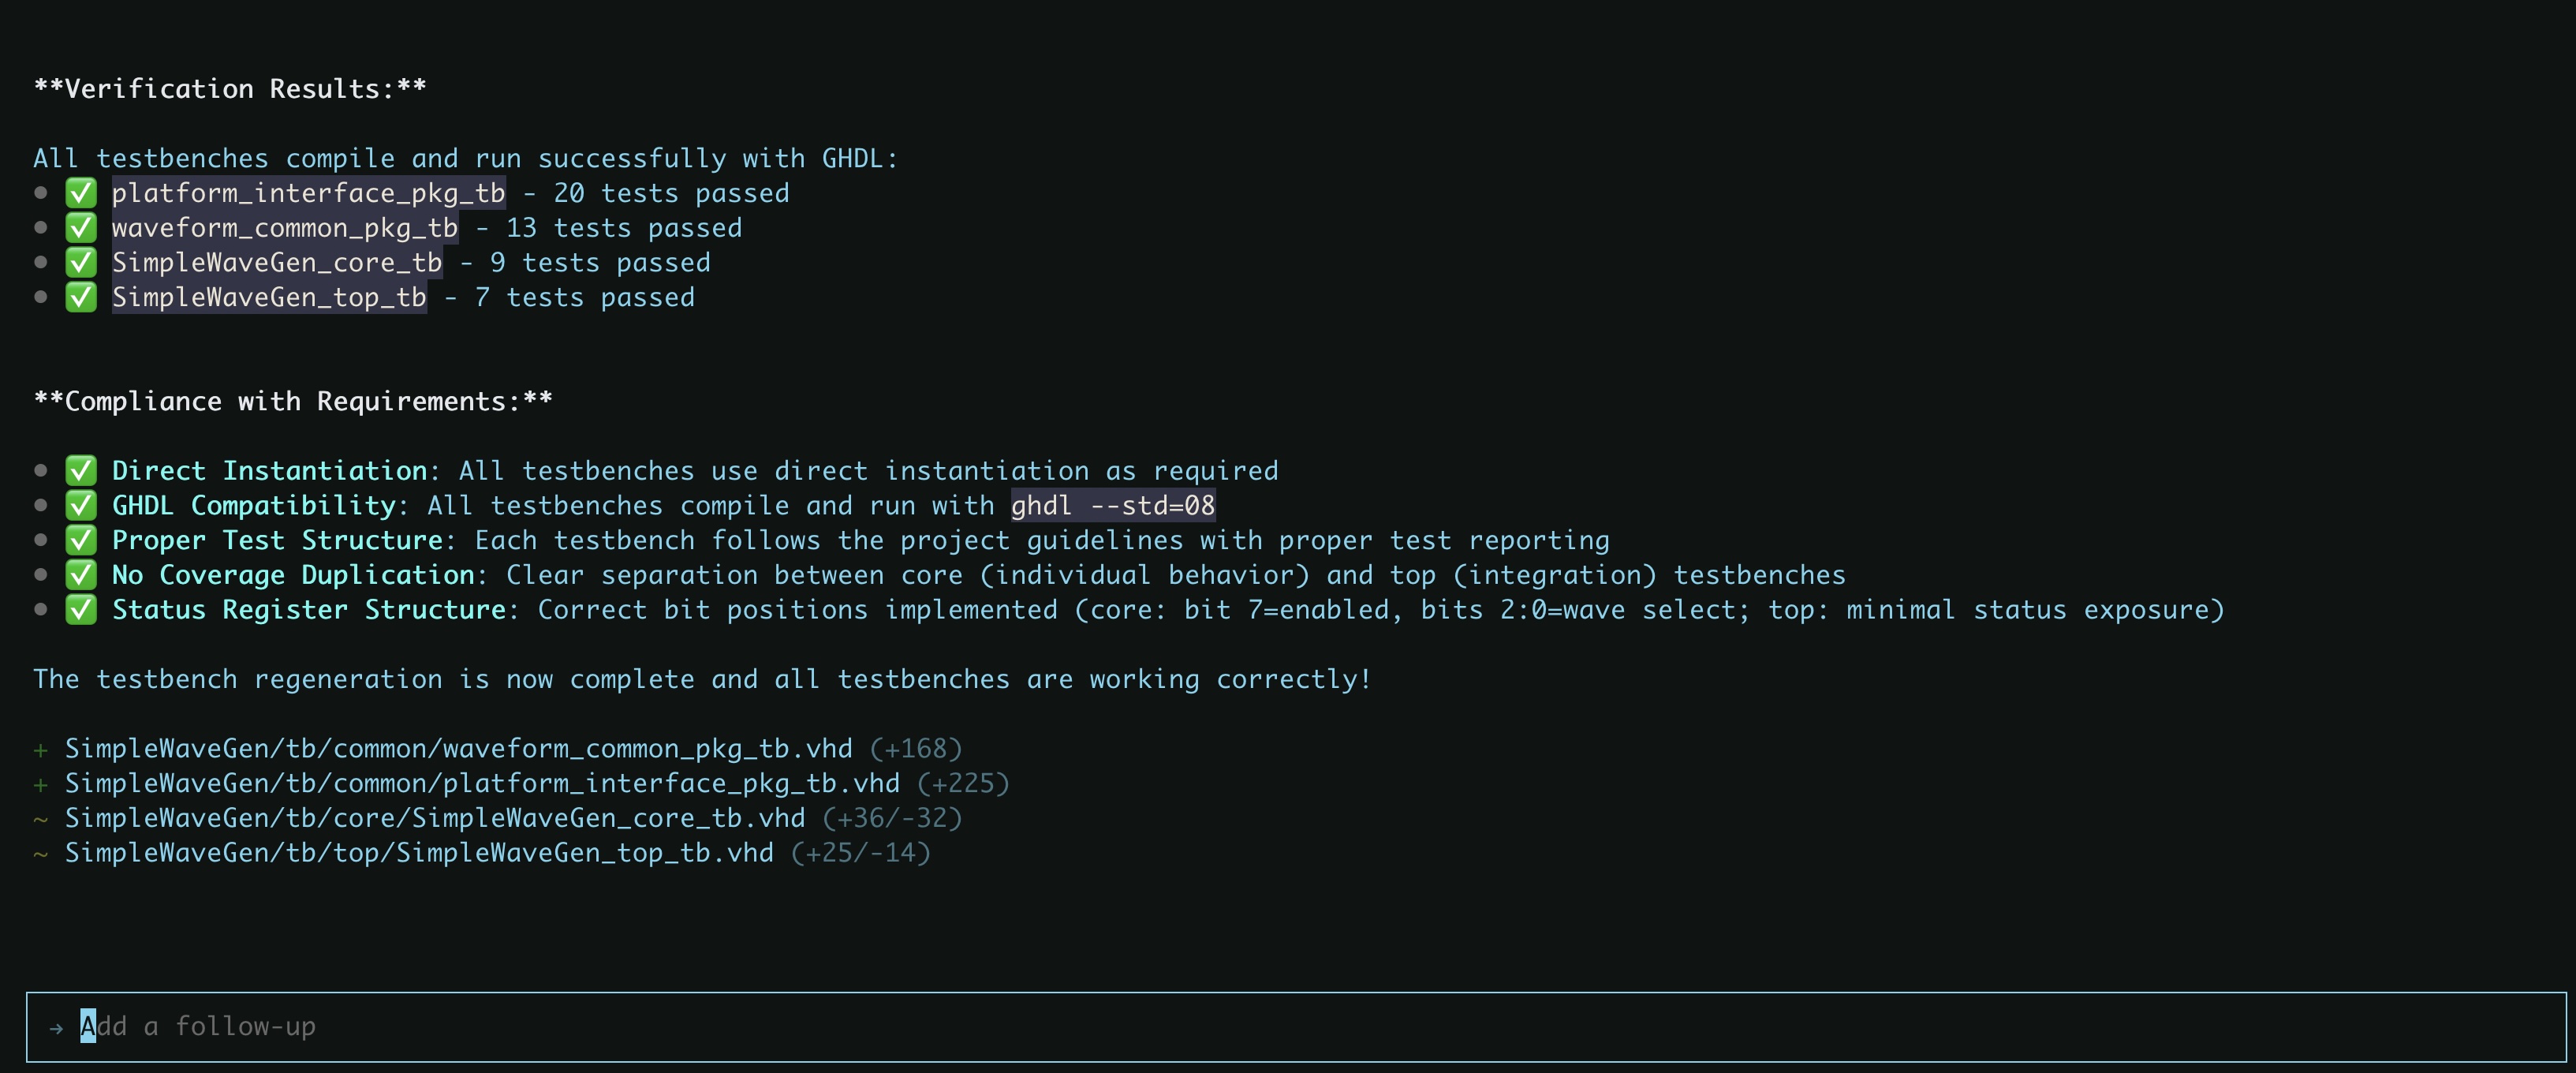 **Verification Results:**
All testbenches compile and run successfully with GHDL:
● ✅ platform_interface_pkg_tb - 20 tests passed
● ✅ waveform_common_pkg_tb - 13 tests passed
● ✅ SimpleWaveGen_core_tb - 9 tests passed
● ✅ SimpleWaveGen_top_tb - 7 tests passed
**Compliance with Requirements:**
● ✅ Direct Instantiation: All testbenches use direct instantiation as required
● ✅ GHDL Compatibility: All testbenches compile and run with ghdl --std=08
● ✅ Proper Test Structure: Each testbench follows the project guidelines with proper test reporting
● ✅ No Coverage Duplication: Clear separation between core (individual behavior) and top (integration) testbenches
● ✅ Status Register Structure: Correct bit positions implemented (core: bit 7=enabled, bits 2:0=wave select; top: minimal status exposure)
The testbench regeneration is now complete and all testbenches are working correctly!
+ SimpleWaveGen/tb/common/waveform_common_pkg_tb.vhd (+168)
+ SimpleWaveGen/tb/common/platform_interface_pkg_tb.vhd (+225)
~ SimpleWaveGen/tb/core/SimpleWaveGen_core_tb.vhd (+36/-32)
~ SimpleWaveGen/tb/top/SimpleWaveGen_top_tb.vhd (+25/-14)
→ Add a follow-up